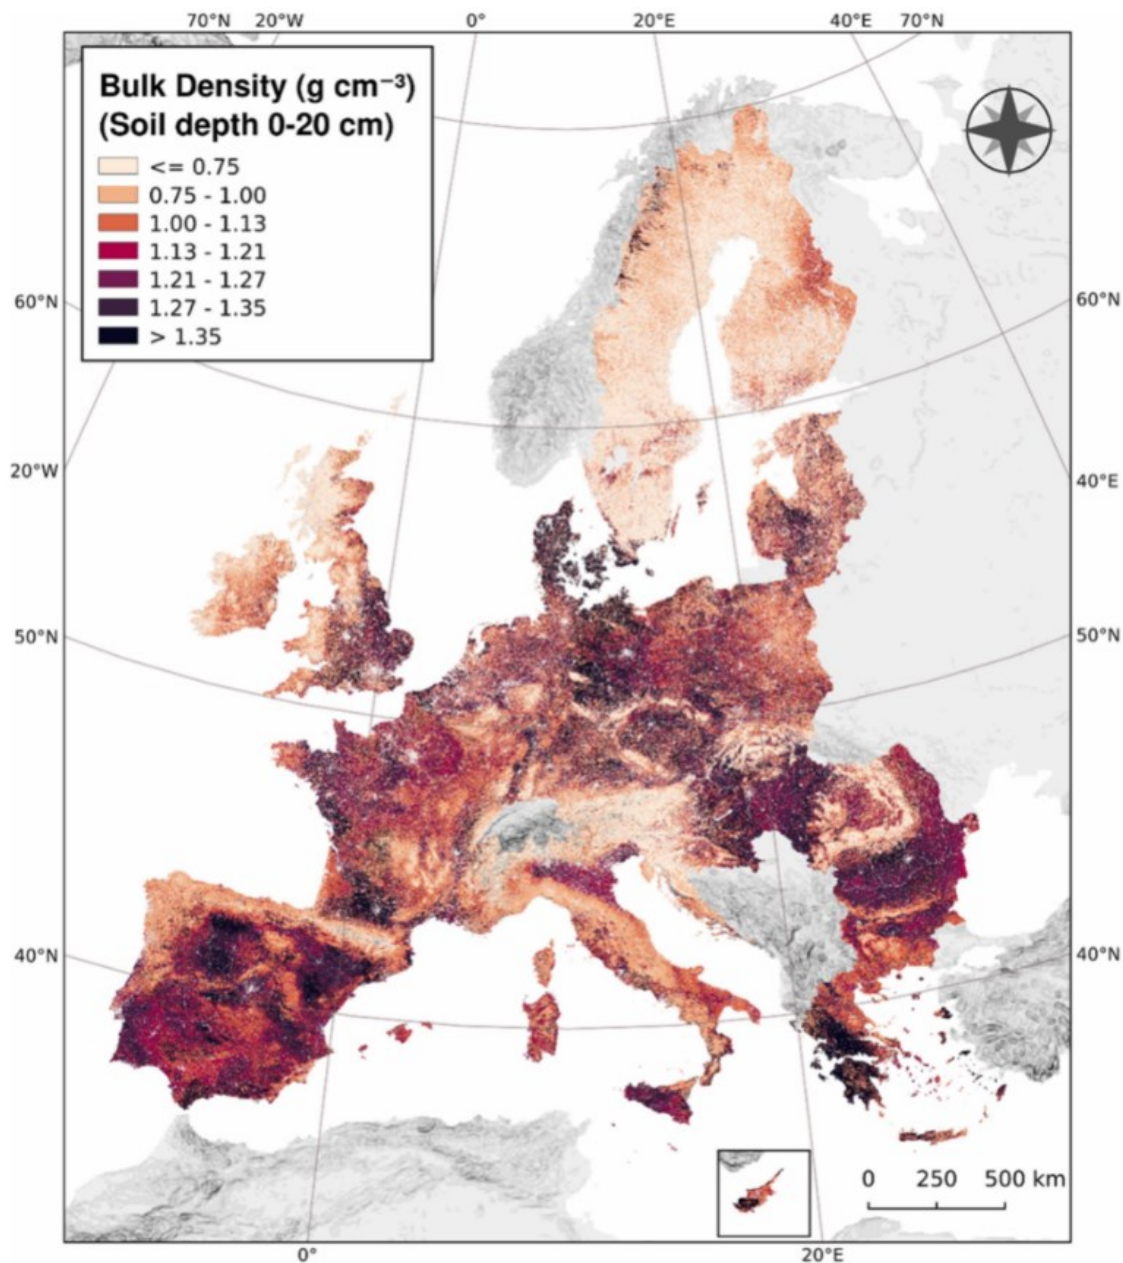 70°N 20°W 0° 20°E 40°E 70°N
Bulk Density (g cm⁻³)
(Soil depth 0-20 cm)
<= 0.75
0.75 - 1.00
1.00 - 1.13
1.13 - 1.21
1.21 - 1.27
1.27 - 1.35
> 1.35
60°N 60°N
20°W 40°E
50°N 50°N
40°N 40°N
0 250 500 km
0° 20°E